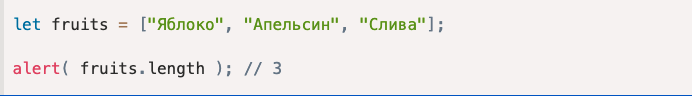 let fruits = ["Яблоко", "Апельсин", "Слива"];
alert( fruits.length ); // 3